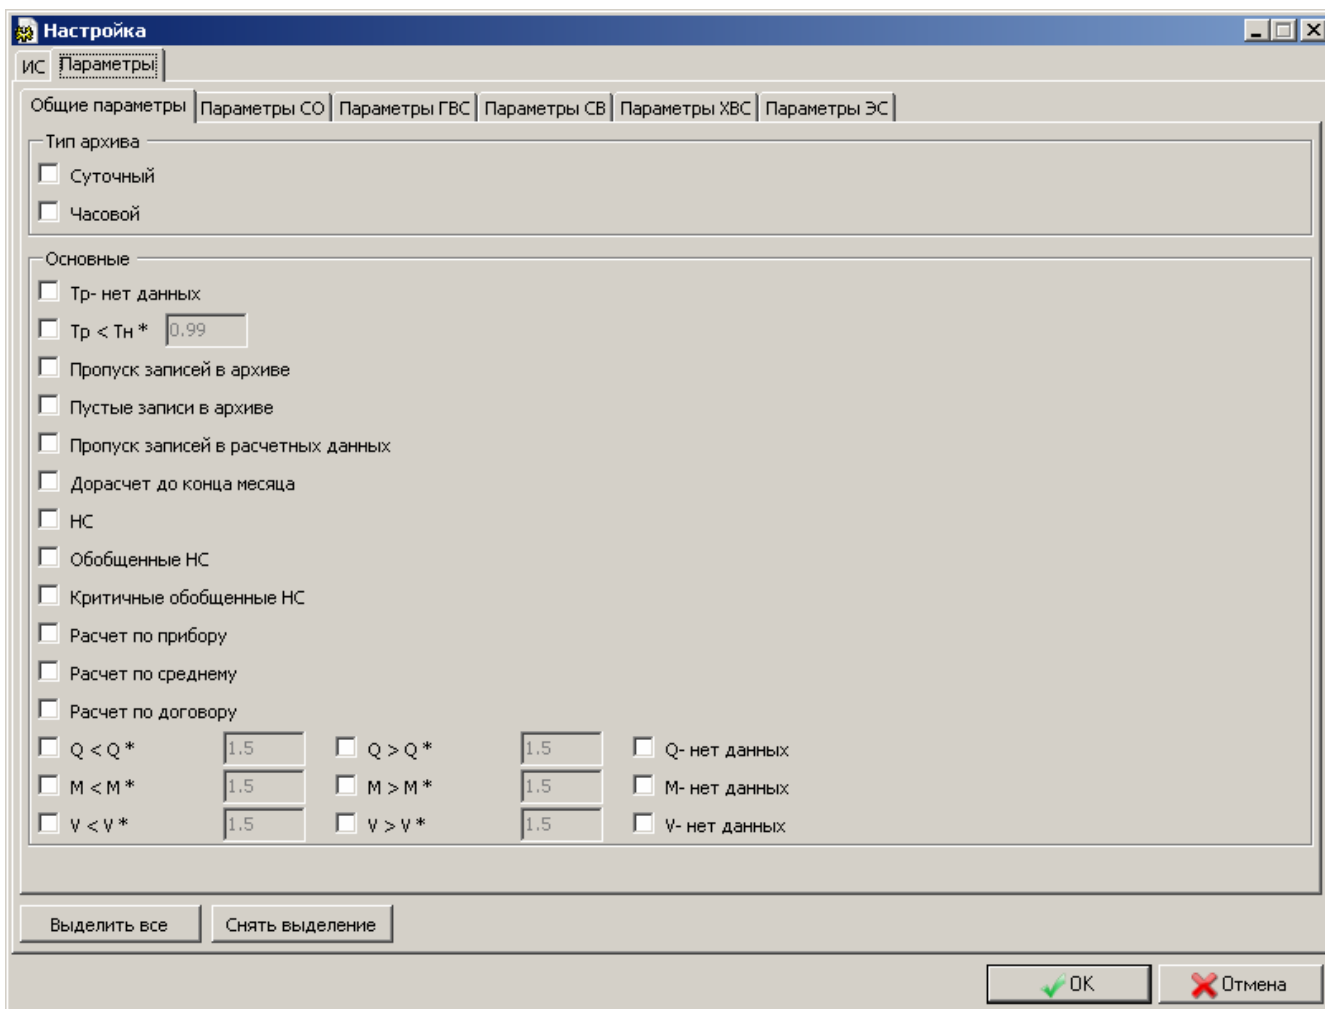 Настройка
ИС Параметры
Общие параметры Параметры СО Параметры ГВС Параметры СВ Параметры ХВС Параметры ЭС
Тип архива
Суточный
Часовой
Основные
Тр- нет данных
Тр < Тн * 0.99
Пропуск записей в архиве
Пустые записи в архиве
Пропуск записей в расчетных данных
Дорасчет до конца месяца
НС
Обобщенные НС
Критичные обобщенные НС
Расчет по прибору
Расчет по среднему
Расчет по договору
Q < Q * 1.5 Q > Q * 1.5 Q- нет данных
M < M * 1.5 M > M * 1.5 M- нет данных
V < V * 1.5 V > V * 1.5 V- нет данных
Выделить все Снять выделение
OK Отмена